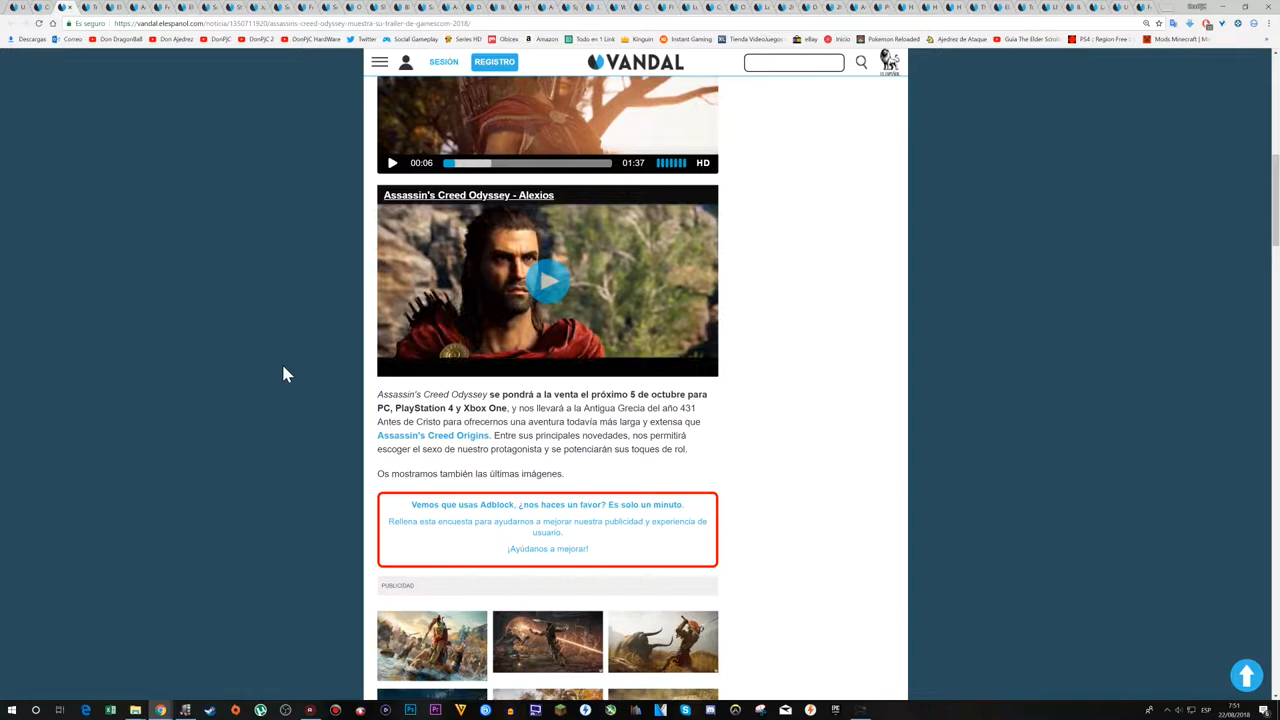 Es seguro | https://vandal.elespanol.com/noticia/1350711920/assassins-creed-odyssey-muestra-su-trailer-de-gamescom-2018/
Descargas Correo Don DragonBall Don Ajedrez DonPJC DonPJC 2 DonPJC HardWare Twitter Social Gameplay Series HD Obicex Amazon Todo en 1 Link Kinguin Instant Gaming Tienda VideoJuegos eBay Inicio Pokemon Reloaded Ajedrez de Ataque Guia The Elder Scrolls PS4 :: Region Free Mods Minecraft
SESIÓN REGISTRO VANDAL EL ESPAÑOL
00:06 01:37 HD
Assassin's Creed Odyssey - Alexios
Assassin's Creed Odyssey se pondrá a la venta el próximo 5 de octubre para
PC, PlayStation 4 y Xbox One, y nos llevará a la Antigua Grecia del año 431
Antes de Cristo para ofrecernos una aventura todavía más larga y extensa que
Assassin's Creed Origins. Entre sus principales novedades, nos permitirá
escoger el sexo de nuestro protagonista y se potenciarán sus toques de rol.
Os mostramos también las últimas imágenes.
Vemos que usas Adblock, ¿nos haces un favor? Es solo un minuto.
Rellena esta encuesta para ayudarnos a mejorar nuestra publicidad y experiencia de
usuario.
¡Ayúdanos a mejorar!
PUBLICIDAD
ESP
7:51
22/08/2018